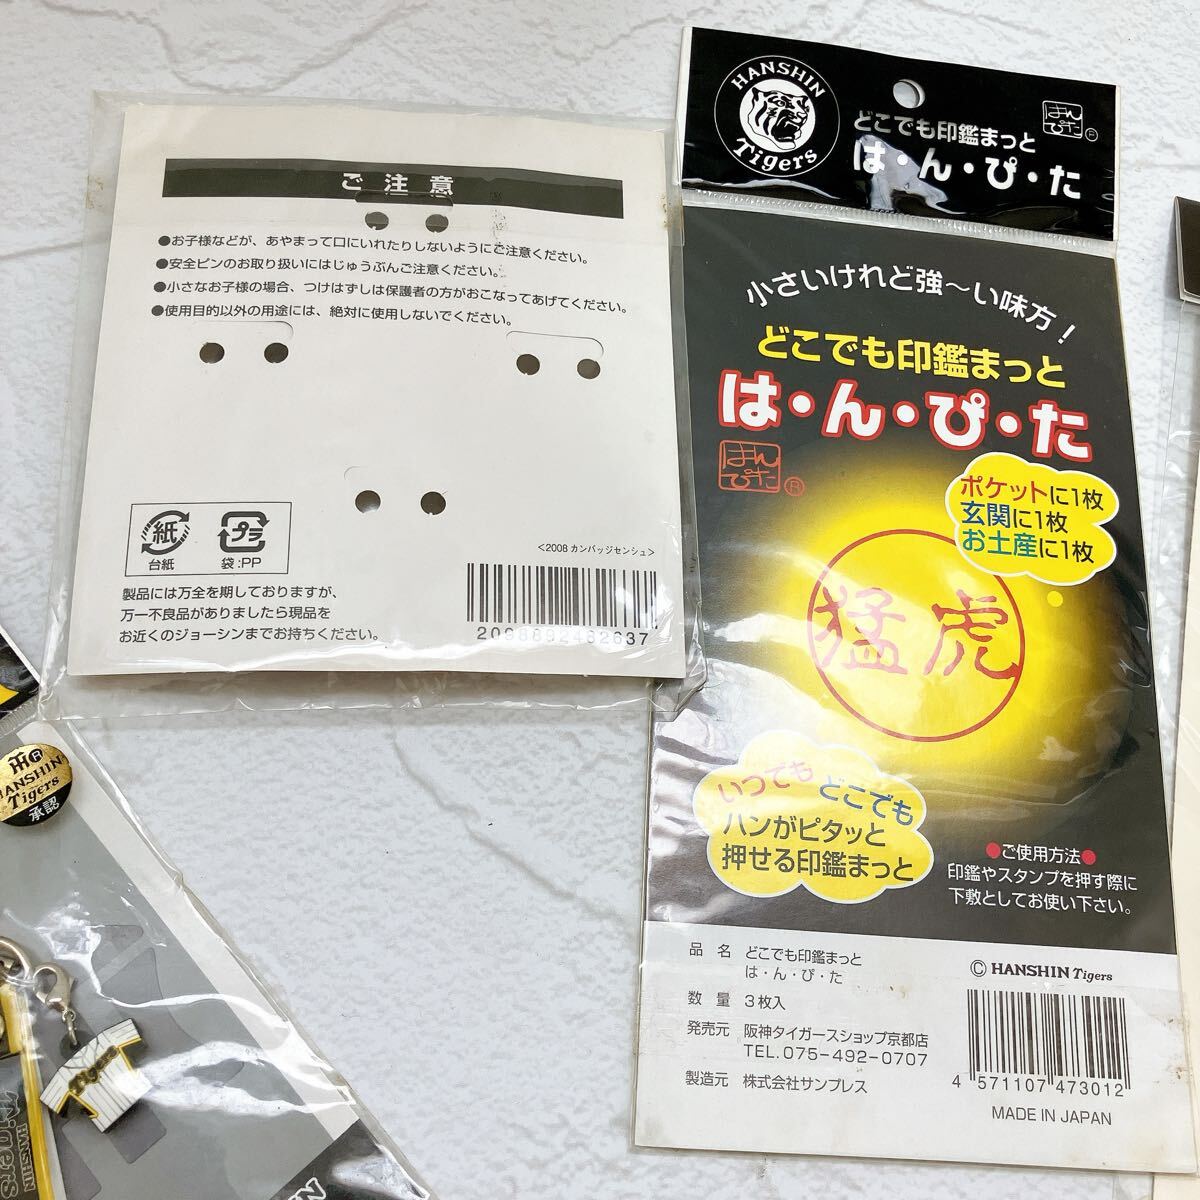 ご注意
●お子様などが、あやまって口にいれたりしないようにご注意ください。
●安全ピンのお取り扱いにはじゅうぶんご注意ください。
●小さなお子様の場合、つけはずしは保護者の方がおこなってあげてください。
●使用目的以外の用途には、絶対に使用しないでください。
紙
台紙
プラ
袋:PP
<2008 カンバッジセンシュ>
製品には万全を期しておりますが、
万一不良品がありましたら現品を
お近くのジョーシンまでお持ちください。
HANSHIN
Tigers
どこでも印鑑まっと
は・ん・ぴ・た
はん
ぴた
®
小さいけれど強〜い味方!
どこでも印鑑まっと
は・ん・ぴ・た
はん
ぴた
®
ポケットに1枚
玄関に1枚
お土産に1枚
猛虎
いつでも どこでも
ハンがピタッと
押せる印鑑まっと
●ご使用方法●
印鑑やスタンプを押す際に
下敷としてお使い下さい。
品名 どこでも印鑑まっと
は・ん・ぴ・た
数量 3枚入
発売元 阪神タイガースショップ京都店
TEL.075-492-0707
製造元 株式会社サンプレス
© HANSHIN Tigers
4 571107 473012
MADE IN JAPAN
HANSHIN
Tigers
承認
Tigers
HANSHIN
Tigers
HANSHIN